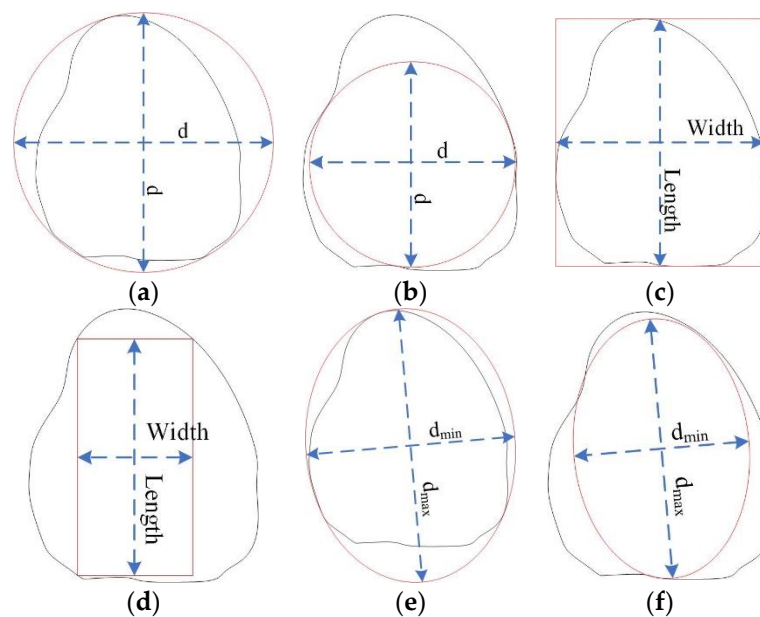 d
d
(a)
d
d
(b)
Width
Length
(c)
Width
Length
(d)
dmin
dmax
(e)
dmin
dmax
(f)